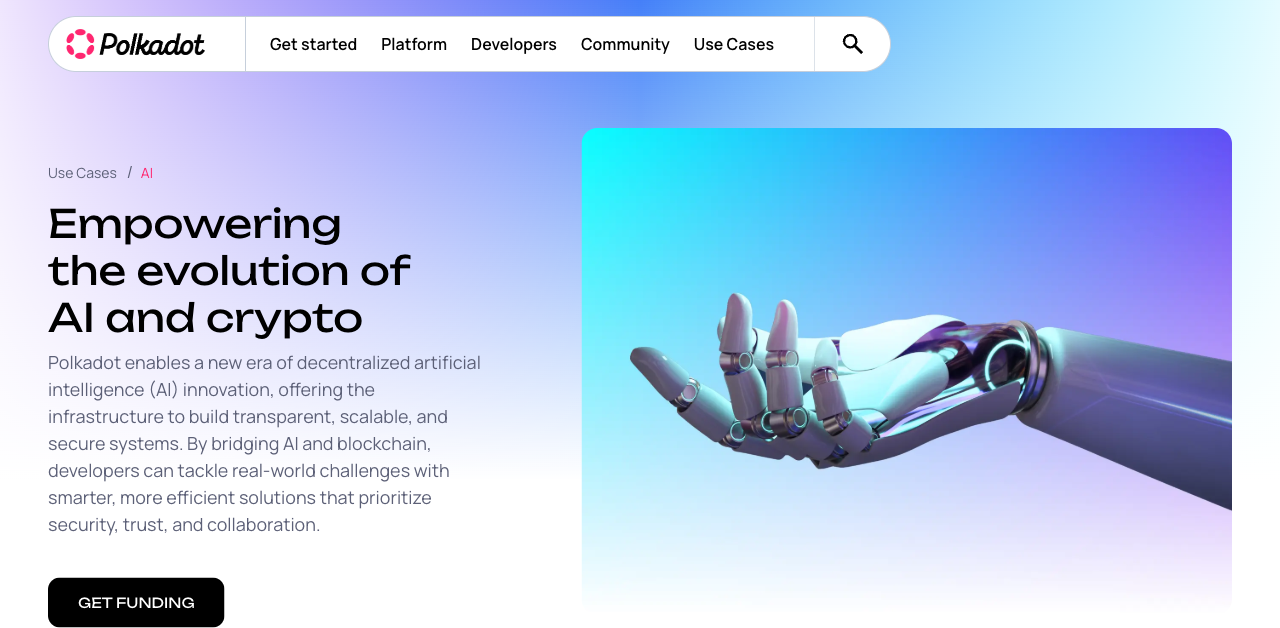 Polkadot
Get started
Platform
Developers
Community
Use Cases
Use Cases / AI
Empowering
the evolution of
AI and crypto
Polkadot enables a new era of decentralized artificial
intelligence (AI) innovation, offering the
infrastructure to build transparent, scalable, and
secure systems. By bridging AI and blockchain,
developers can tackle real-world challenges with
smarter, more efficient solutions that prioritize
security, trust, and collaboration.
GET FUNDING